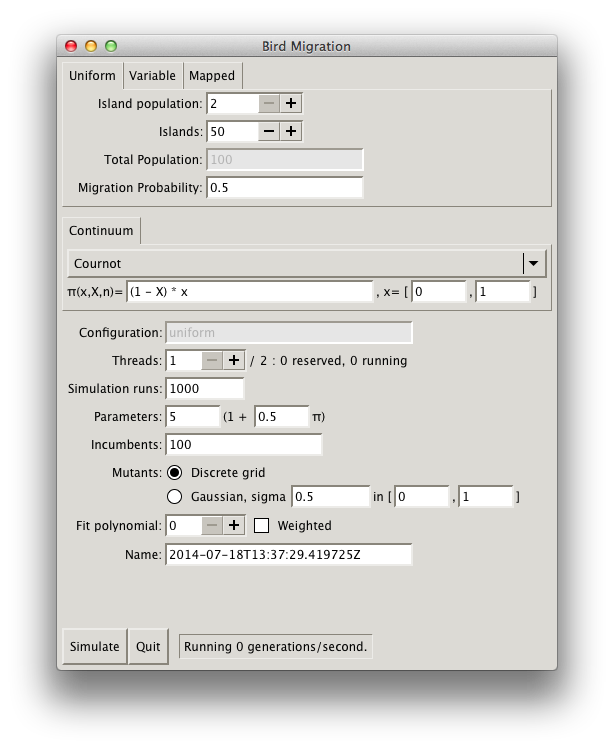 Bird Migration
Uniform Variable Mapped
Island population: 2 − +
Islands: 50 − +
Total Population: 100
Migration Probability: 0.5
Continuum
Cournot
π(x,X,n)= (1 - X) * x , x= [ 0 , 1 ]
Configuration: uniform
Threads: 1 − + / 2 : 0 reserved, 0 running
Simulation runs: 1000
Parameters: 5 (1 + 0.5 π)
Incumbents: 100
Mutants: Discrete grid
Gaussian, sigma 0.5 in [ 0 , 1 ]
Fit polynomial: 0 − + Weighted
Name: 2014-07-18T13:37:29.419725Z
Simulate Quit Running 0 generations/second.